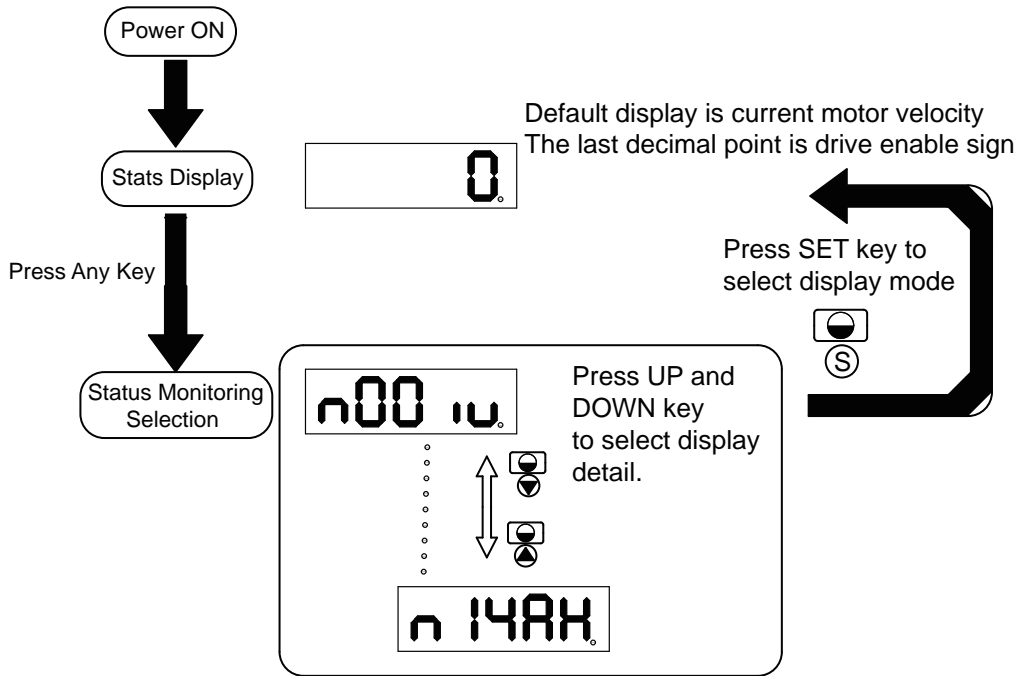 Power ON
Default display is current motor velocity
The last decimal point is drive enable sign
Stats Display
0.
Press Any Key
Press SET key to
select display mode
S
Status Monitoring
Selection
n00 iv.
Press UP and
DOWN key
to select display
detail.
n 14AH.